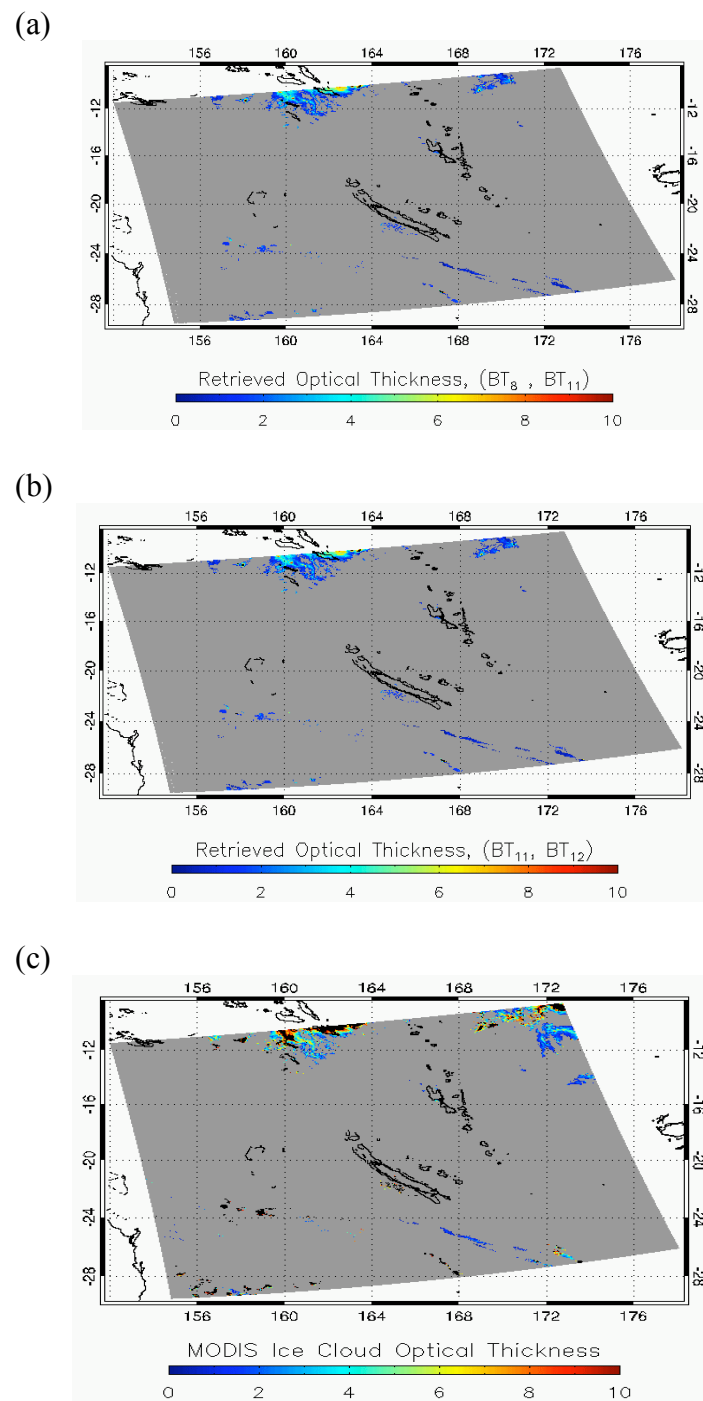 (a)
156 160 164 168 172 176
-12 -12
-16 -16
-20 -20
-24 -24
-28 -28
156 160 164 168 172 176
Retrieved Optical Thickness, (BT8 , BT11)
0 2 4 6 8 10
(b)
156 160 164 168 172 176
-12 -12
-16 -16
-20 -20
-24 -24
-28 -28
156 160 164 168 172 176
Retrieved Optical Thickness, (BT11, BT12)
0 2 4 6 8 10
(c)
156 160 164 168 172 176
-12 -12
-16 -16
-20 -20
-24 -24
-28 -28
156 160 164 168 172 176
MODIS Ice Cloud Optical Thickness
0 2 4 6 8 10